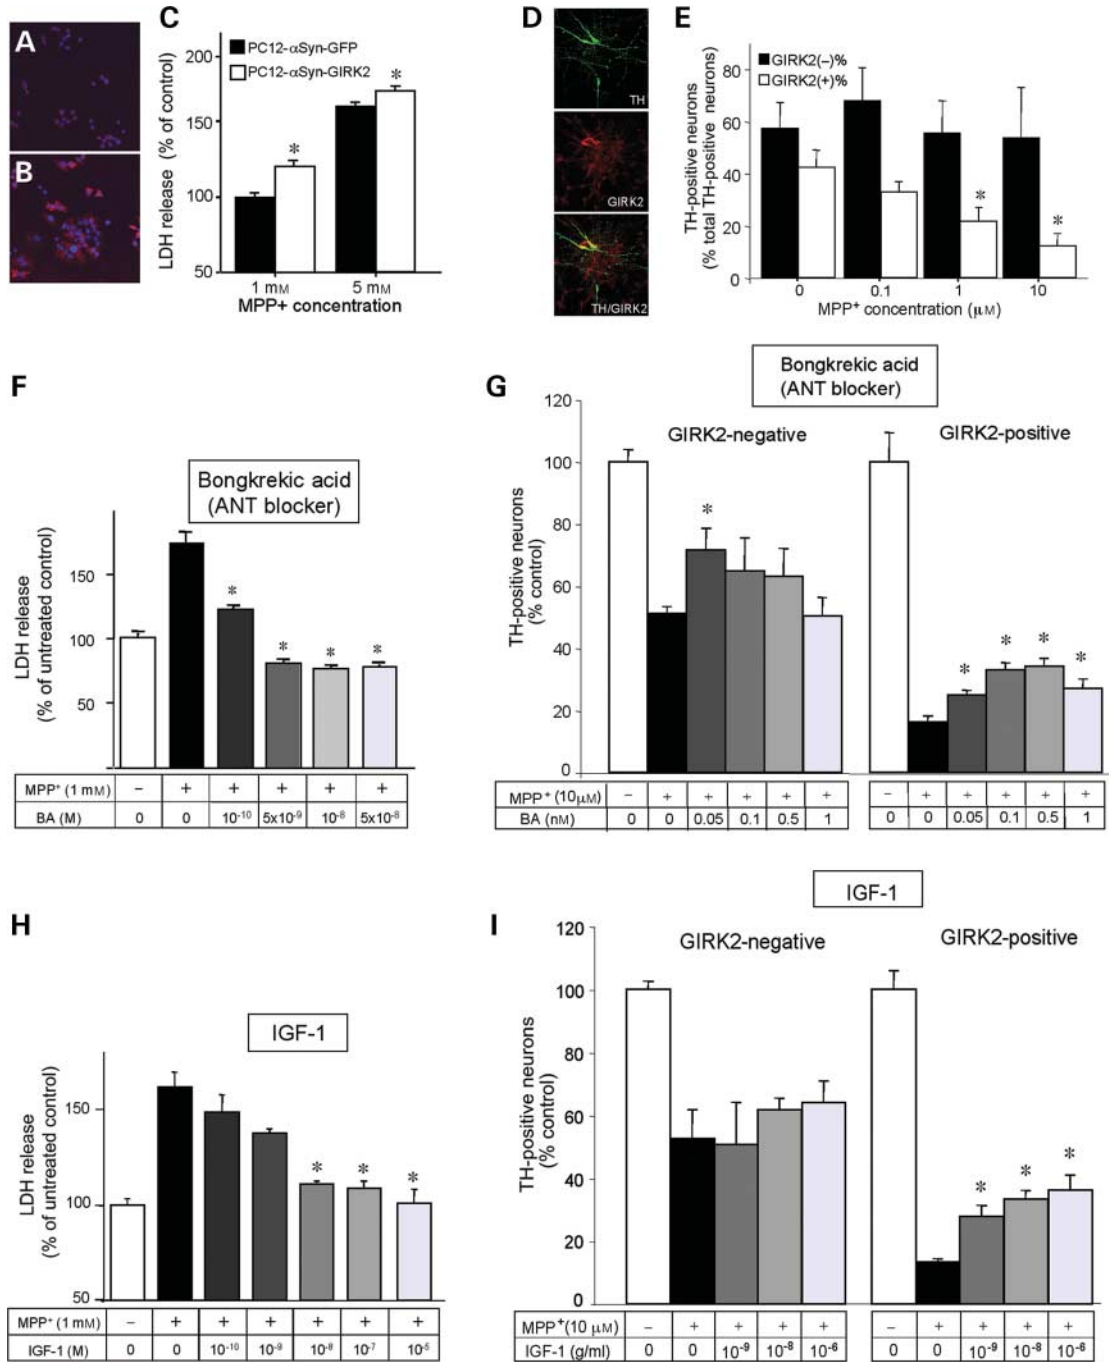 A
B
C
LDH release (% of control)
200
150
100
50
PC12-αSyn-GFP
PC12-αSyn-GIRK2
*
*
1 mM
5 mM
MPP+ concentration
D
TH
GIRK2
TH/GIRK2
E
TH-positive neurons
(% total TH-positive neurons)
80
60
40
20
0
GIRK2(−)%
GIRK2(+)%
*
*
0
0.1
1
10
MPP⁺ concentration (μM)
F
Bongkrekic acid
(ANT blocker)
LDH release
(% of untreated control)
150
100
50
*
*
*
*
MPP⁺ (1 mM) − + + + + +
BA (M) 0 0 10⁻¹⁰ 5x10⁻⁹ 10⁻⁸ 5x10⁻⁸
G
Bongkrekic acid
(ANT blocker)
GIRK2-negative
GIRK2-positive
TH-positive neurons
(% control)
120
100
80
60
40
20
0
*
*
*
*
*
MPP⁺ (10μM) − + + + + + − + + + + +
BA (nM) 0 0 0.05 0.1 0.5 1 0 0 0.05 0.1 0.5 1
H
IGF-1
LDH release
(% of untreated control)
150
100
50
*
*
*
MPP⁺ (1 mM) − + + + + + +
IGF-1 (M) 0 0 10⁻¹⁰ 10⁻⁹ 10⁻⁸ 10⁻⁷ 10⁻⁵
I
IGF-1
GIRK2-negative
GIRK2-positive
TH-positive neurons
(% control)
120
100
80
60
40
20
0
*
*
*
MPP⁺(10 μM) − + + + + − + + + +
IGF-1 (g/ml) 0 0 10⁻⁹ 10⁻⁸ 10⁻⁶ 0 0 10⁻⁹ 10⁻⁸ 10⁻⁶